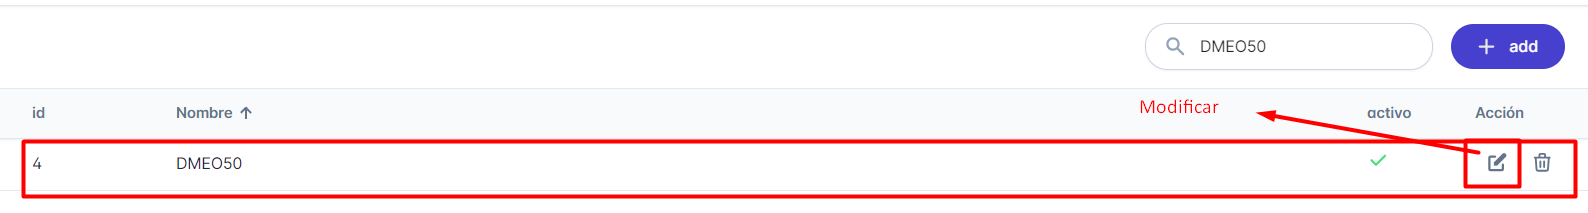 DMEO50
add
id Nombre activo Acción
Modificar
4 DMEO50